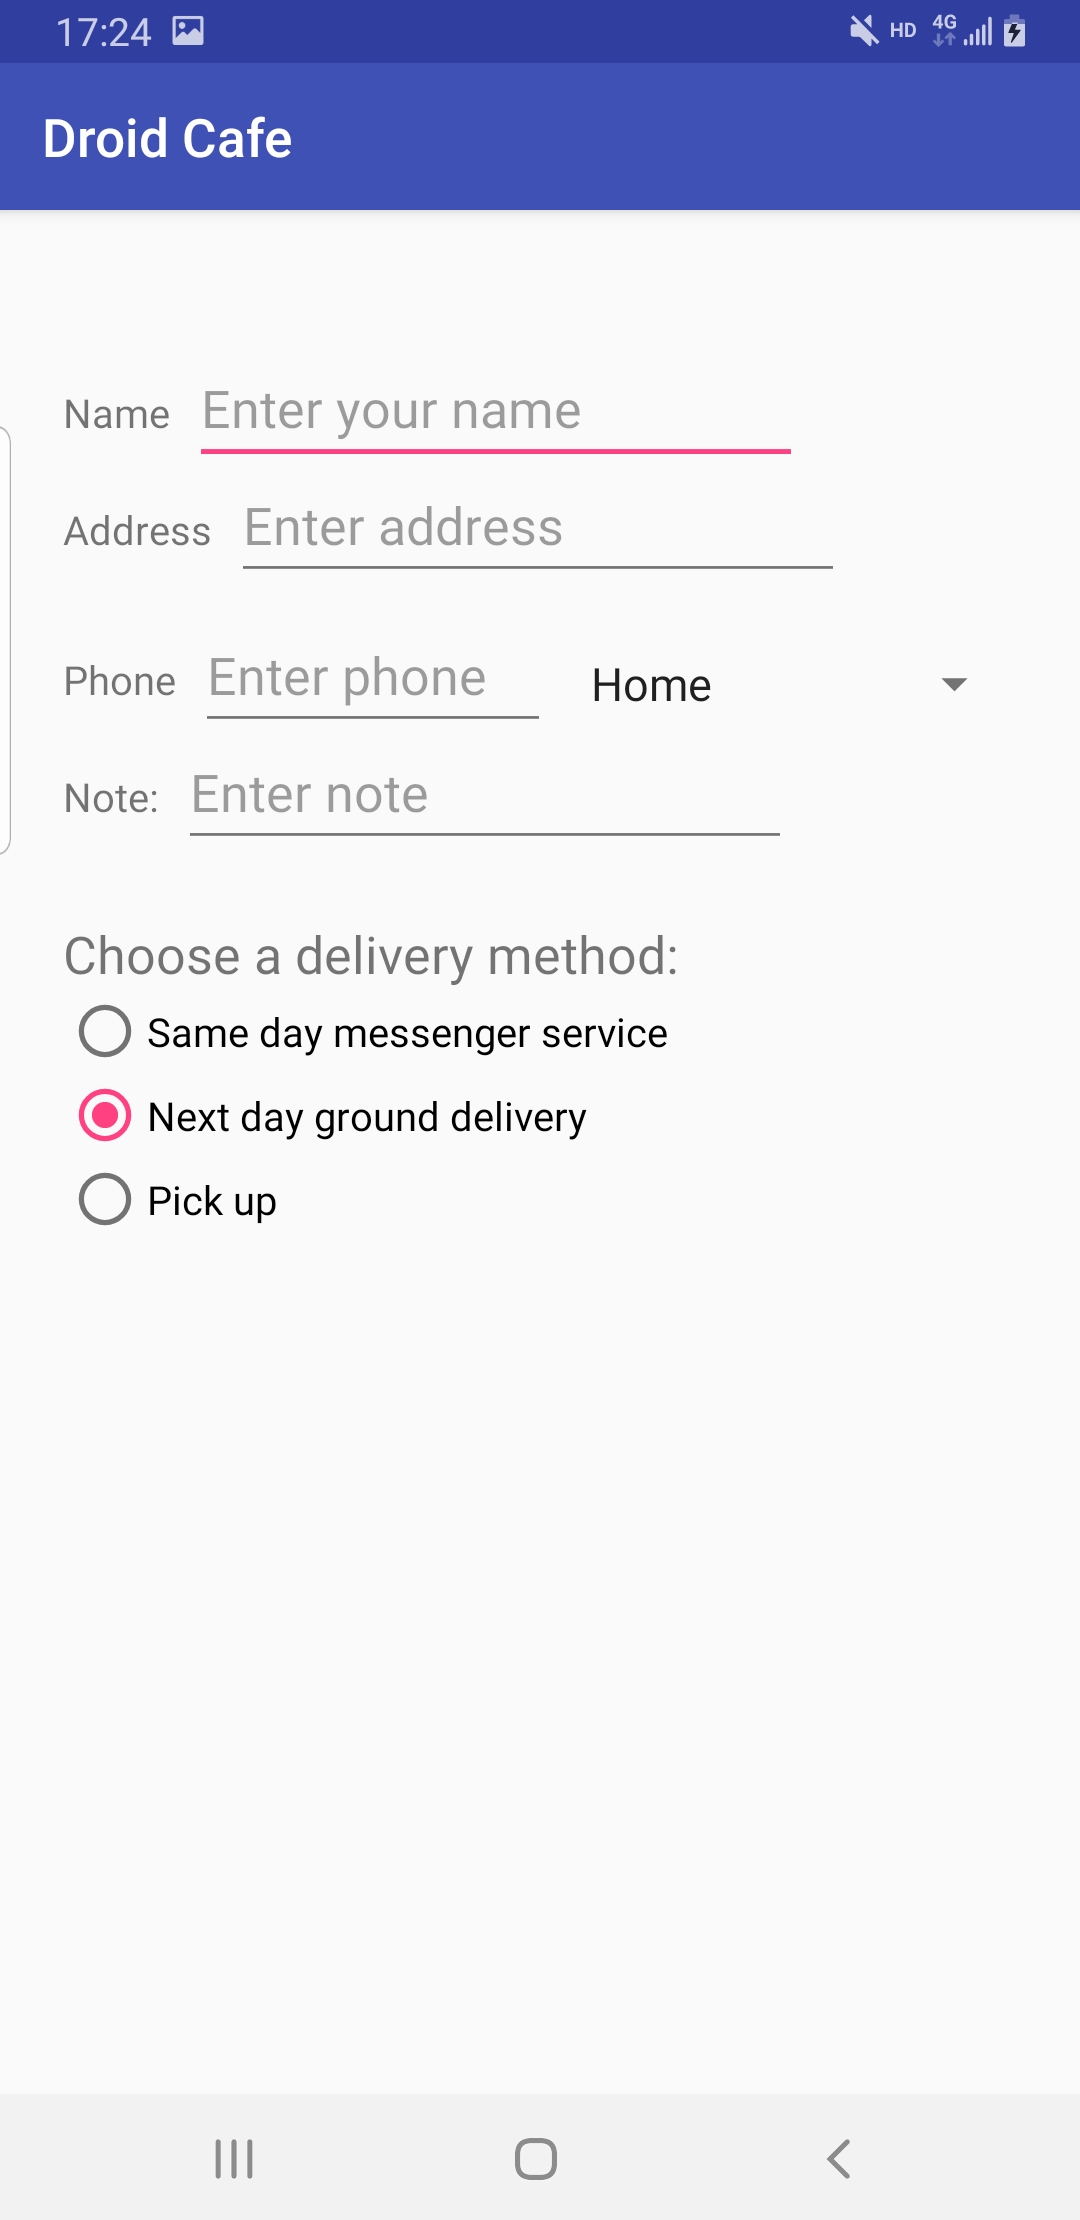 17:24 HD 4G
Droid Cafe
Name Enter your name
Address Enter address
Phone Enter phone Home
Note: Enter note
Choose a delivery method:
Same day messenger service
Next day ground delivery
Pick up